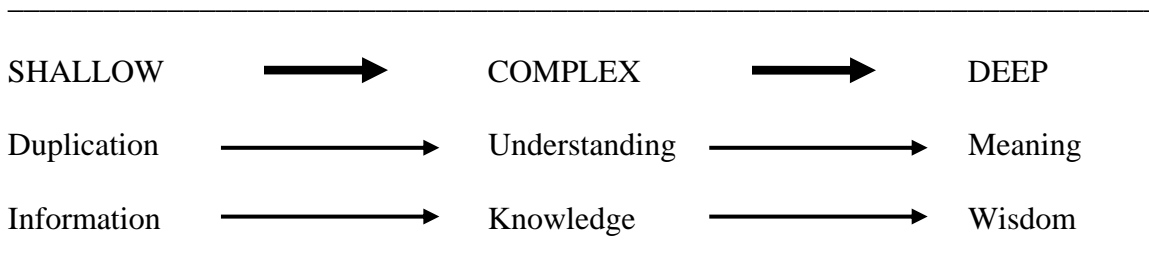 SHALLOW COMPLEX DEEP
Duplication Understanding Meaning
Information Knowledge Wisdom